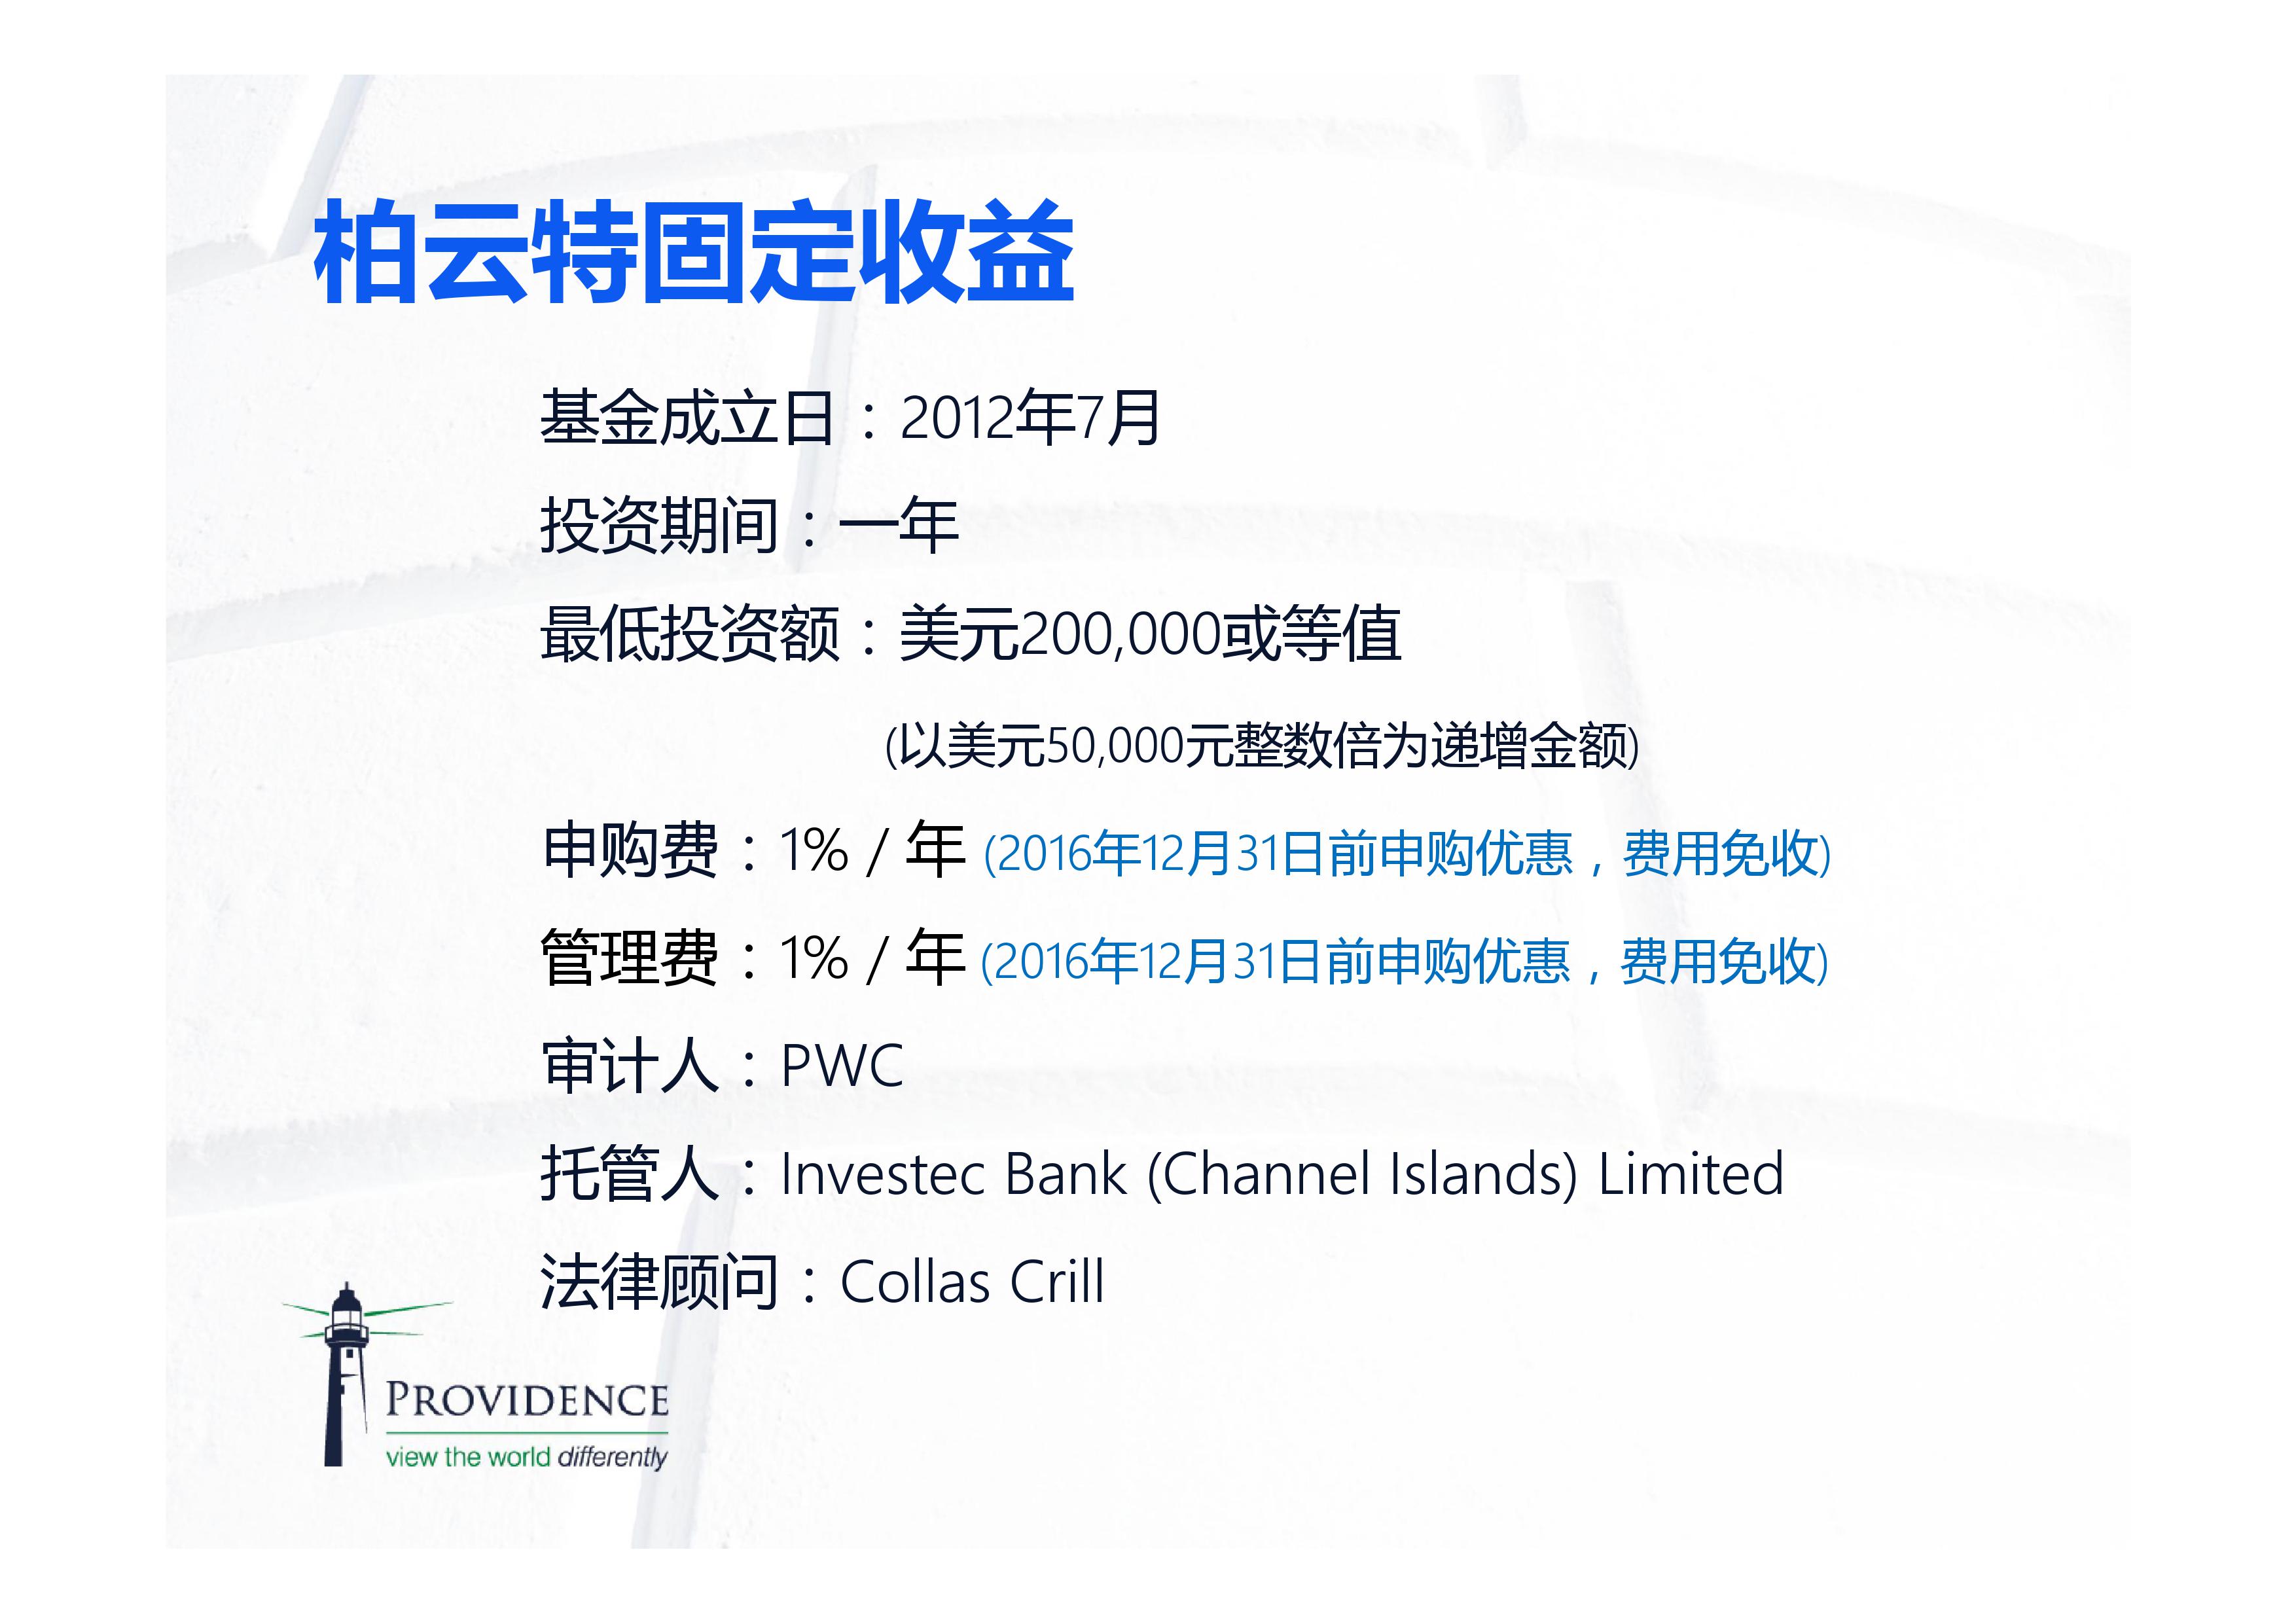 柏云特固定收益
基金成立日：2012年7月
投资期间：一年
最低投资额：美元200,000或等值
(以美元50,000元整数倍为递增金额)
申购费：1% / 年 (2016年12月31日前申购优惠，费用免收)
管理费：1% / 年 (2016年12月31日前申购优惠，费用免收)
审计人：PWC
托管人：Investec Bank (Channel Islands) Limited
法律顾问：Collas Crill
PROVIDENCE
view the world differently